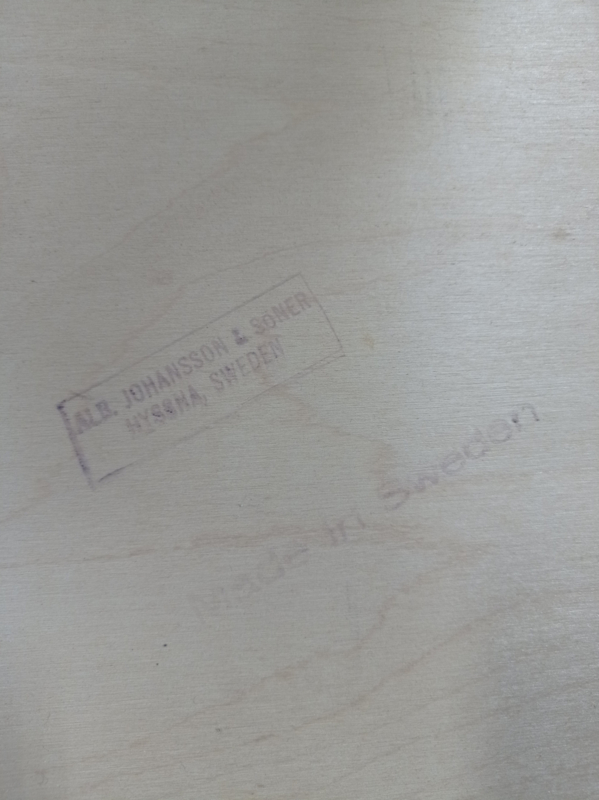 ALB. JOHANSSON & SÖNER
HYSSNA, SWEDEN
Made in Sweden